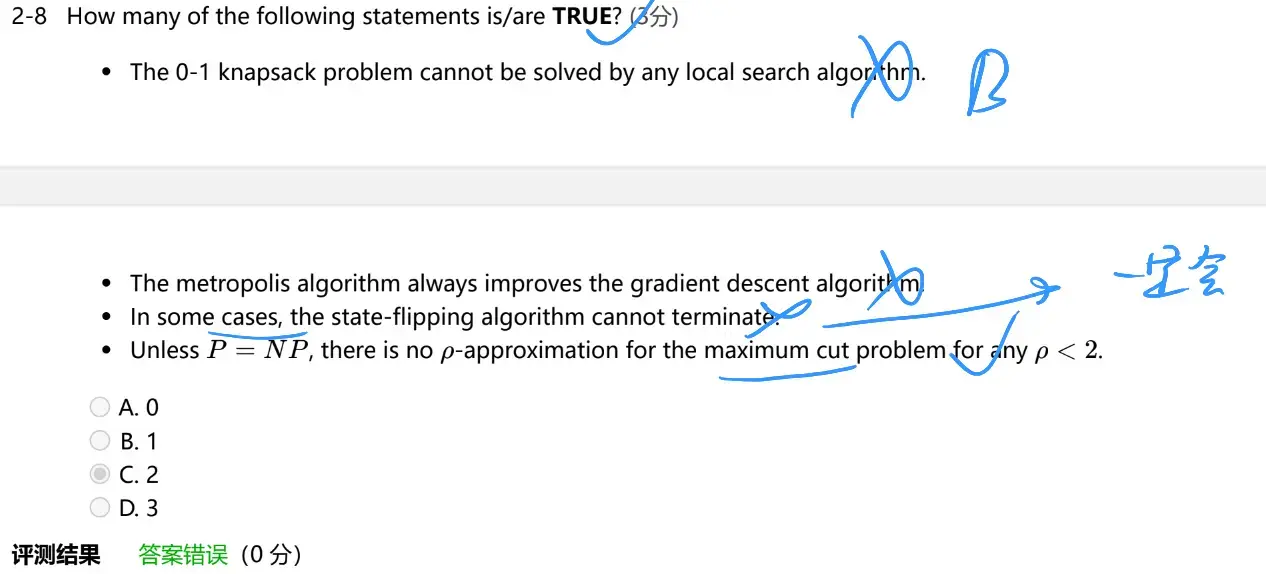 2-8 How many of the following statements is/are TRUE? (3分)
• The 0-1 knapsack problem cannot be solved by any local search algorithm.
B
• The metropolis algorithm always improves the gradient descent algorithm.
一定会
• In some cases, the state-flipping algorithm cannot terminate.
• Unless P = NP, there is no ρ-approximation for the maximum cut problem for any ρ < 2.
A. 0
B. 1
C. 2
D. 3
评测结果 答案错误 (0 分)